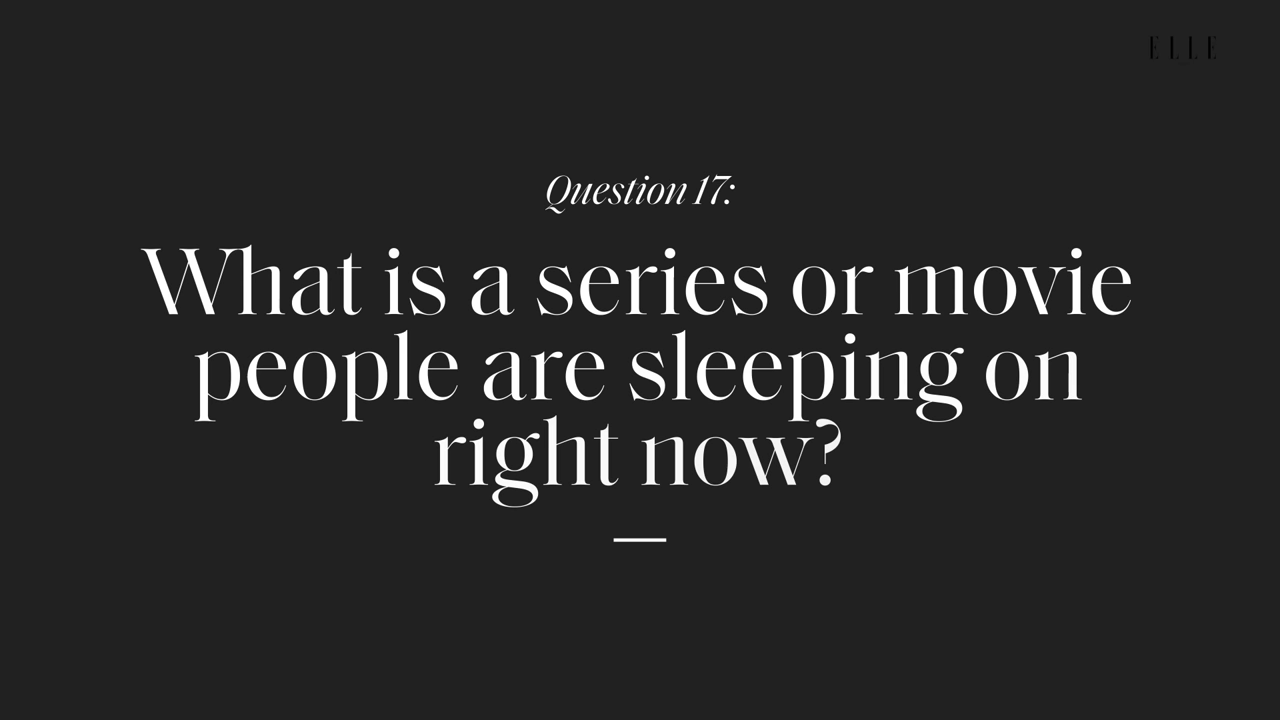 ELLE
Question 17:
What is a series or movie
people are sleeping on
right now?